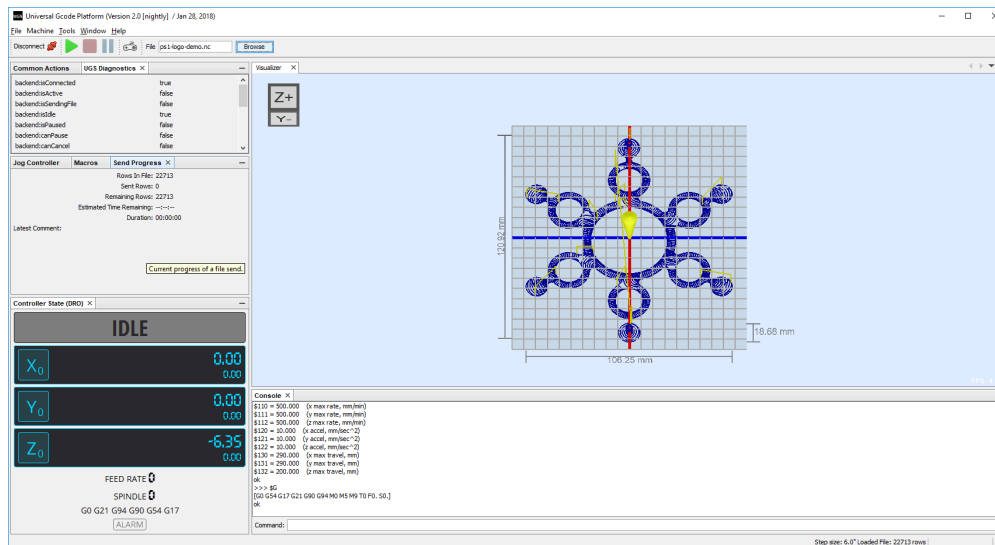 UGS Universal Gcode Platform (Version 2.0 [nightly] / Jan 28, 2018)
File Machine Tools Window Help
Disconnect File ps1-logo-demo.nc Browse
Common Actions UGS Diagnostics
backend:isConnected true
backend:isActive false
backend:isSendingFile false
backend:isIdle true
backend:isPaused false
backend:canPause false
backend:canCancel false
Jog Controller Macros Send Progress
Rows In File: 22713
Sent Rows: 0
Remaining Rows: 22713
Estimated Time Remaining: --:--:--
Duration: 00:00:00
Latest Comment:
Current progress of a file send.
Controller State (DRO)
IDLE
X0 0.00
0.00
Y0 0.00
0.00
Z0 -6.35
0.00
FEED RATE 0
SPINDLE 0
G0 G21 G94 G90 G54 G17
ALARM
Visualizer
Z+
Y-
120.92 mm
18.68 mm
106.25 mm
Console
$110 = 500.000 (x max rate, mm/min)
$111 = 500.000 (y max rate, mm/min)
$112 = 500.000 (z max rate, mm/min)
$120 = 10.000 (x accel, mm/sec^2)
$121 = 10.000 (y accel, mm/sec^2)
$122 = 10.000 (z accel, mm/sec^2)
$130 = 290.000 (x max travel, mm)
$131 = 290.000 (y max travel, mm)
$132 = 200.000 (z max travel, mm)
ok
>>> $G
[G0 G54 G17 G21 G90 G94 M0 M5 M9 T0 F0. S0.]
ok
Command:
Step size: 6.0" Loaded File: 22713 rows